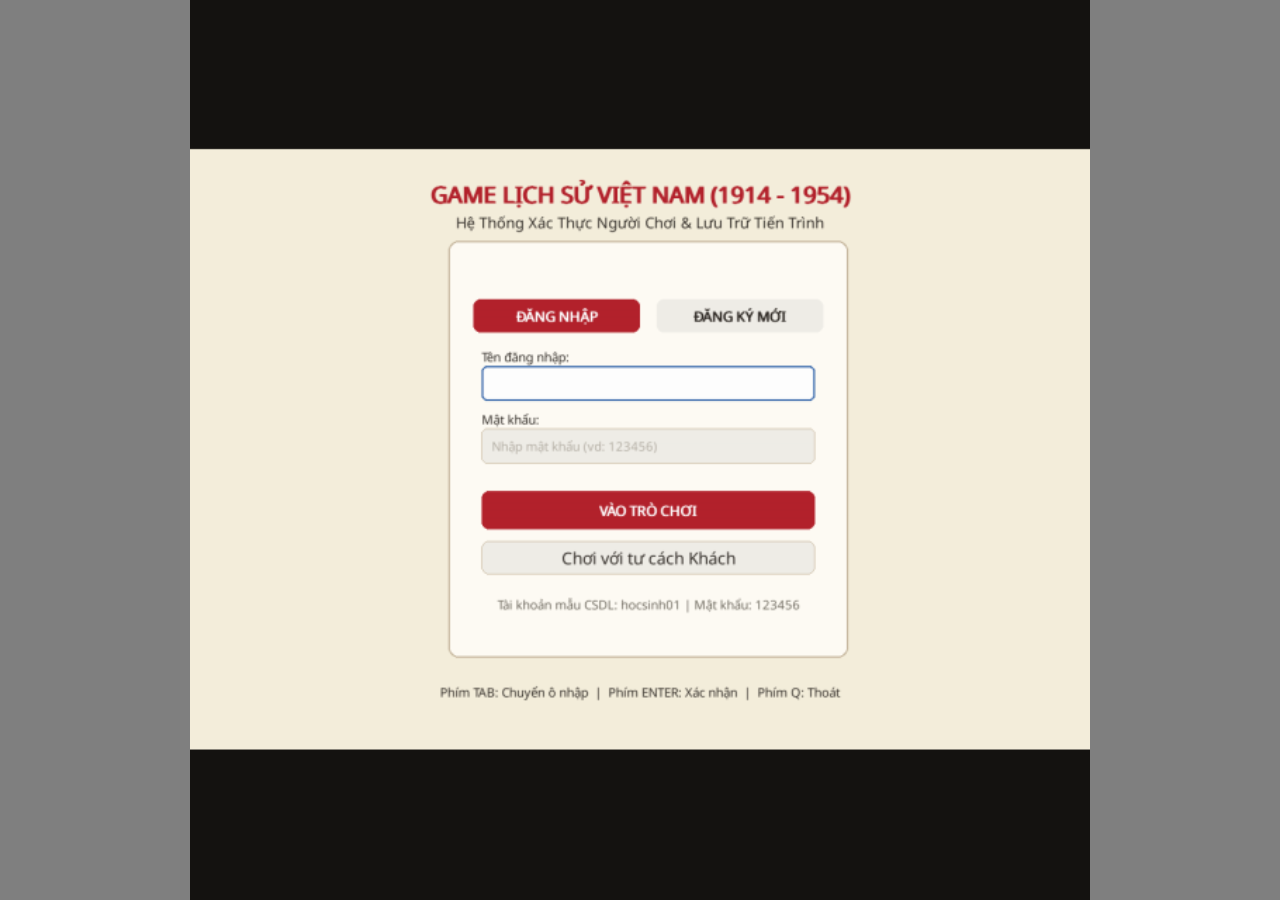 GAME LỊCH SỬ VIỆT NAM (1914 - 1954)
Hệ Thống Xác Thực Người Chơi & Lưu Trữ Tiến Trình
ĐĂNG NHẬP
ĐĂNG KÝ MỚI
Tên đăng nhập:
Mật khẩu:
Nhập mật khẩu (vd: 123456)
VÀO TRÒ CHƠI
Chơi với tư cách Khách
Tài khoản mẫu CSDL: hocsinh01 | Mật khẩu: 123456
Phím TAB: Chuyển ô nhập | Phím ENTER: Xác nhận | Phím Q: Thoát